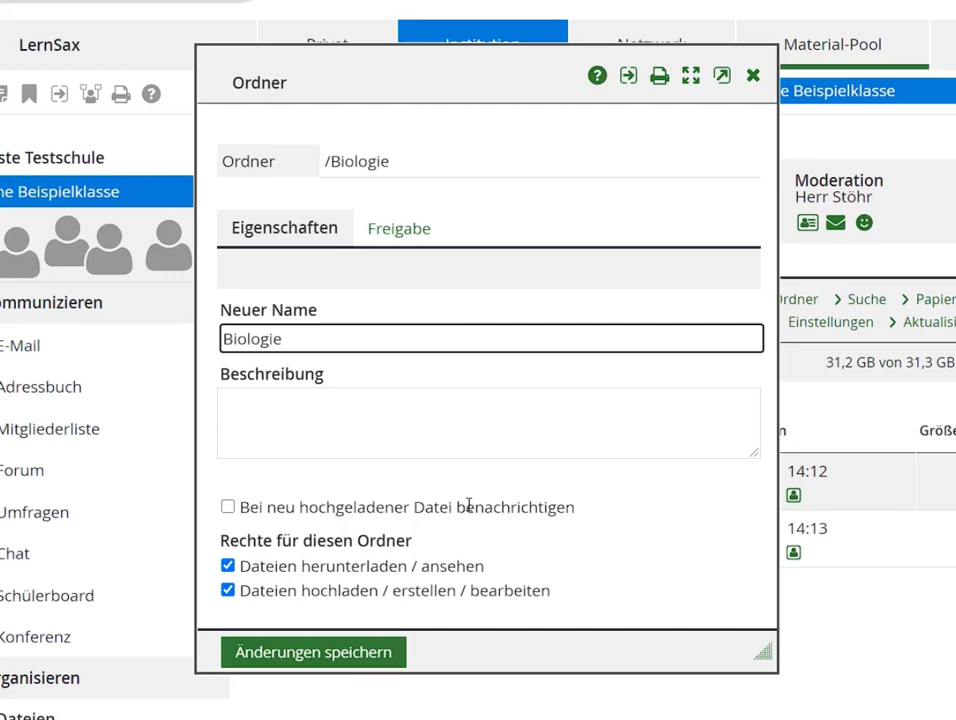 LernSax
Material-Pool
Ordner
e Beispielklasse
ste Testschule
ne Beispielklasse
Ordner /Biologie
Moderation
Herr Stöhr
Eigenschaften Freigabe
ommunizieren
rdner Suche Papier
Neuer Name
Einstellungen Aktualisi
Biologie
E-Mail
31,2 GB von 31,3 GB
Beschreibung
Adressbuch
Mitgliederliste
n Größe
Forum
14:12
Bei neu hochgeladener Datei benachrichtigen
Umfragen
14:13
Rechte für diesen Ordner
Chat
Dateien herunterladen / ansehen
Dateien hochladen / erstellen / bearbeiten
Schülerboard
Konferenz
Änderungen speichern
rganisieren
Dateien